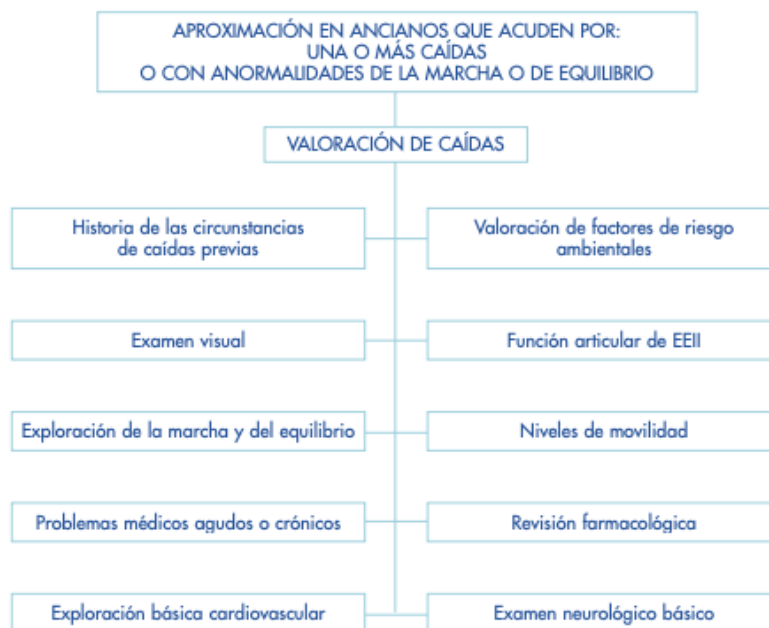 APROXIMACIÓN EN ANCIANOS QUE ACUDEN POR:
UNA O MÁS CAÍDAS
O CON ANORMALIDADES DE LA MARCHA O DE EQUILIBRIO
VALORACIÓN DE CAÍDAS
Historia de las circunstancias
de caídas previas
Valoración de factores de riesgo
ambientales
Examen visual
Función articular de EEII
Exploración de la marcha y del equilibrio
Niveles de movilidad
Problemas médicos agudos o crónicos
Revisión farmacológica
Exploración básica cardiovascular
Examen neurológico básico